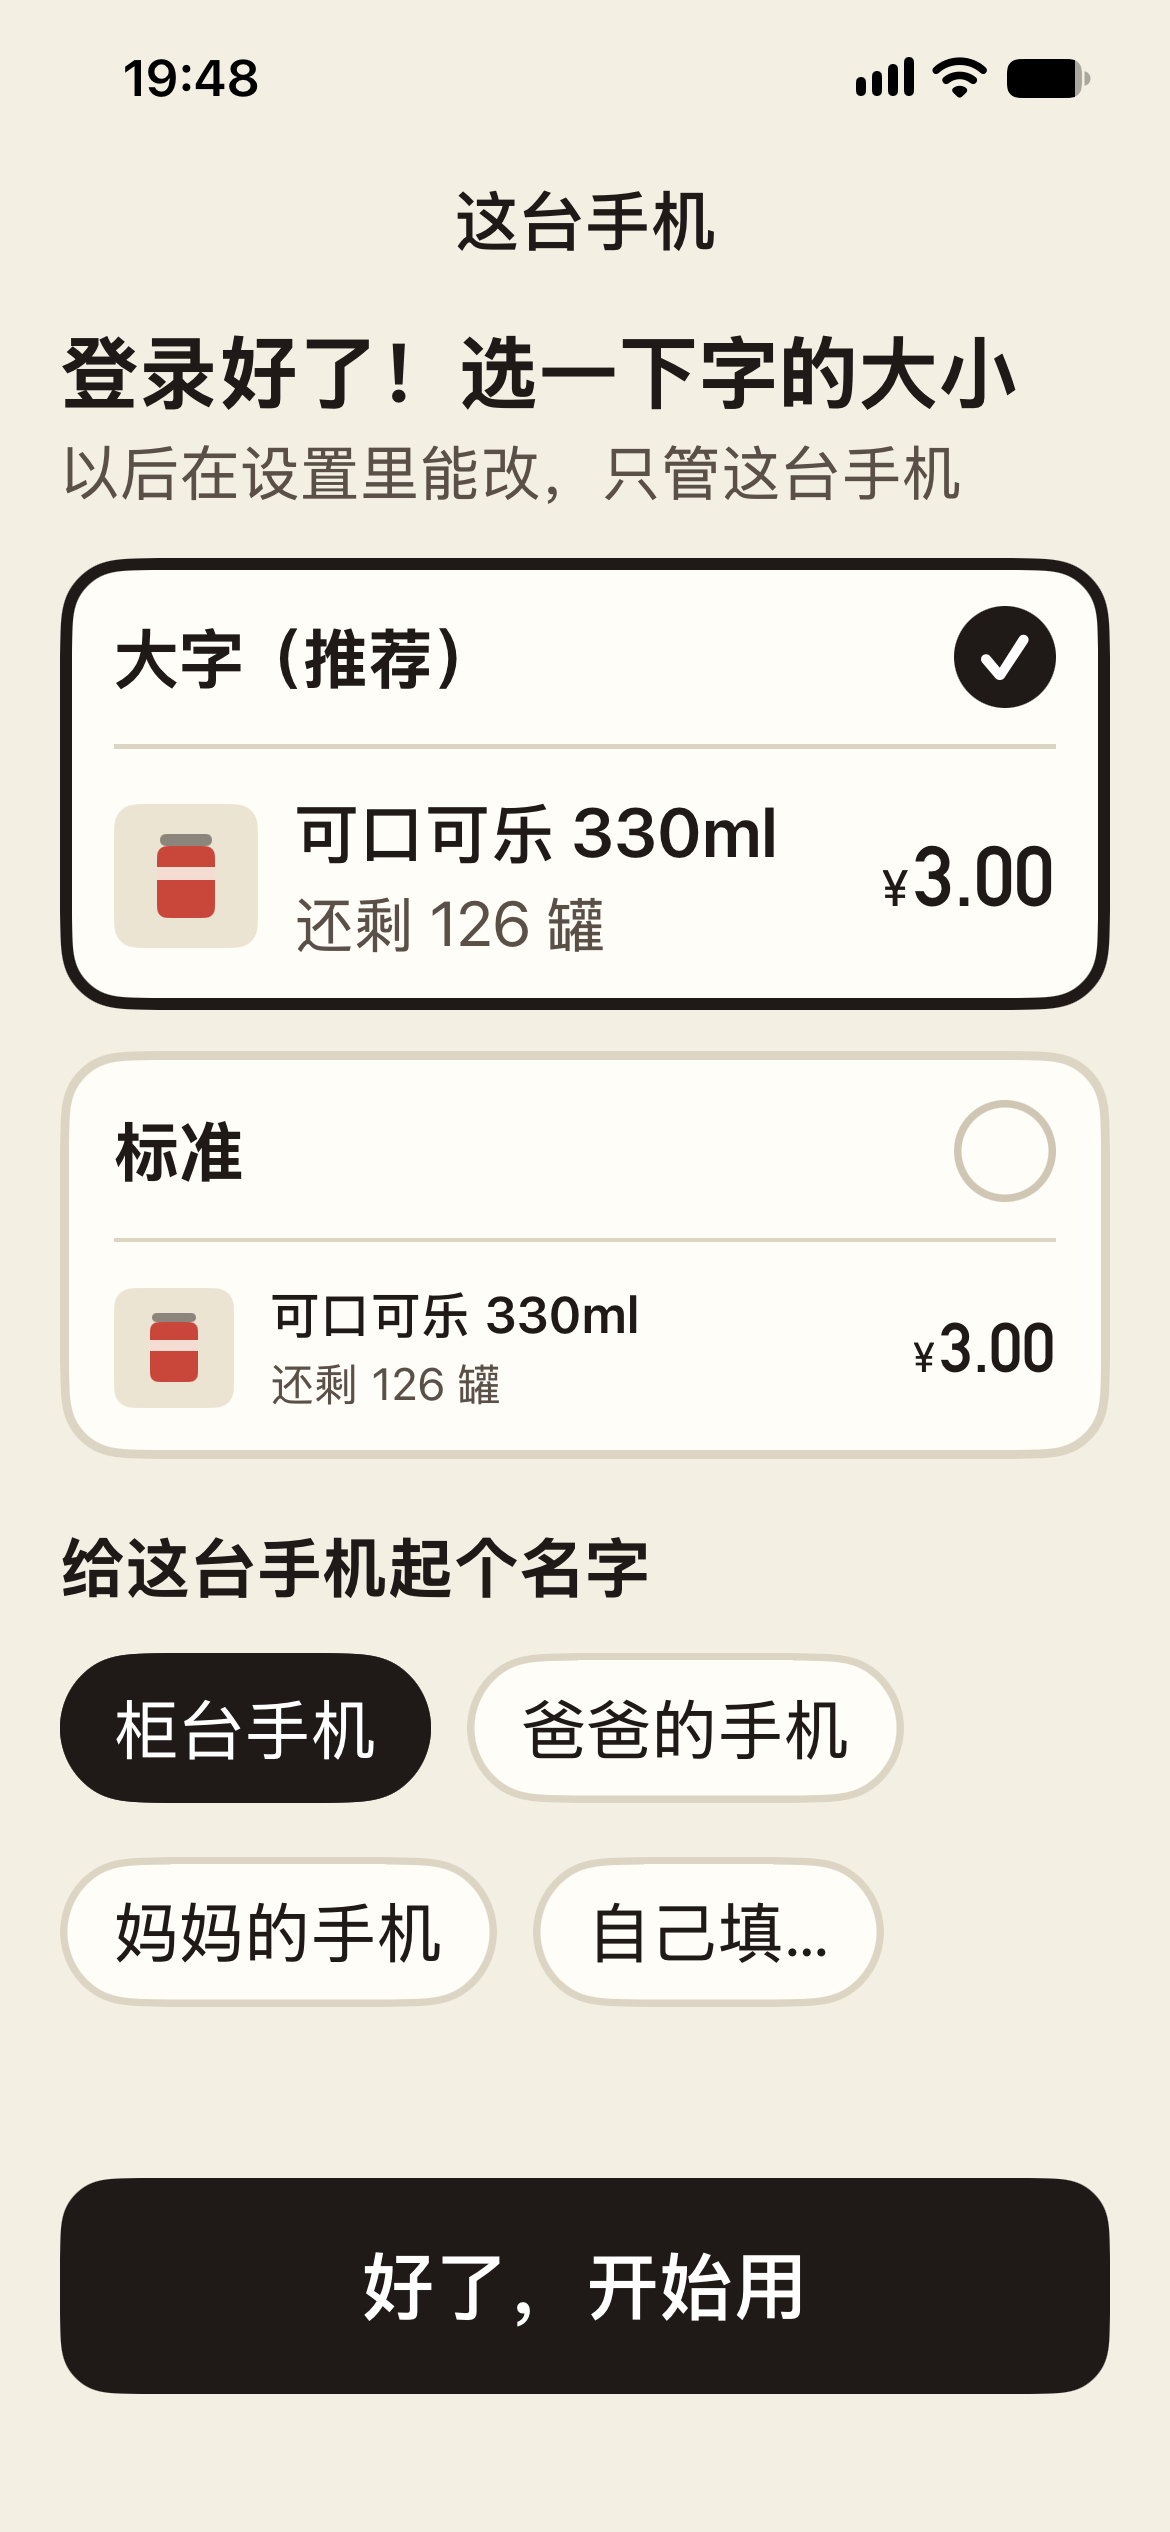 19:48
这台手机
登录好了！选一下字的大小
以后在设置里能改，只管这台手机
大字（推荐）
可口可乐 330ml
还剩 126 罐
¥3.00
标准
可口可乐 330ml
还剩 126 罐
¥3.00
给这台手机起个名字
柜台手机
爸爸的手机
妈妈的手机
自己填...
好了，开始用